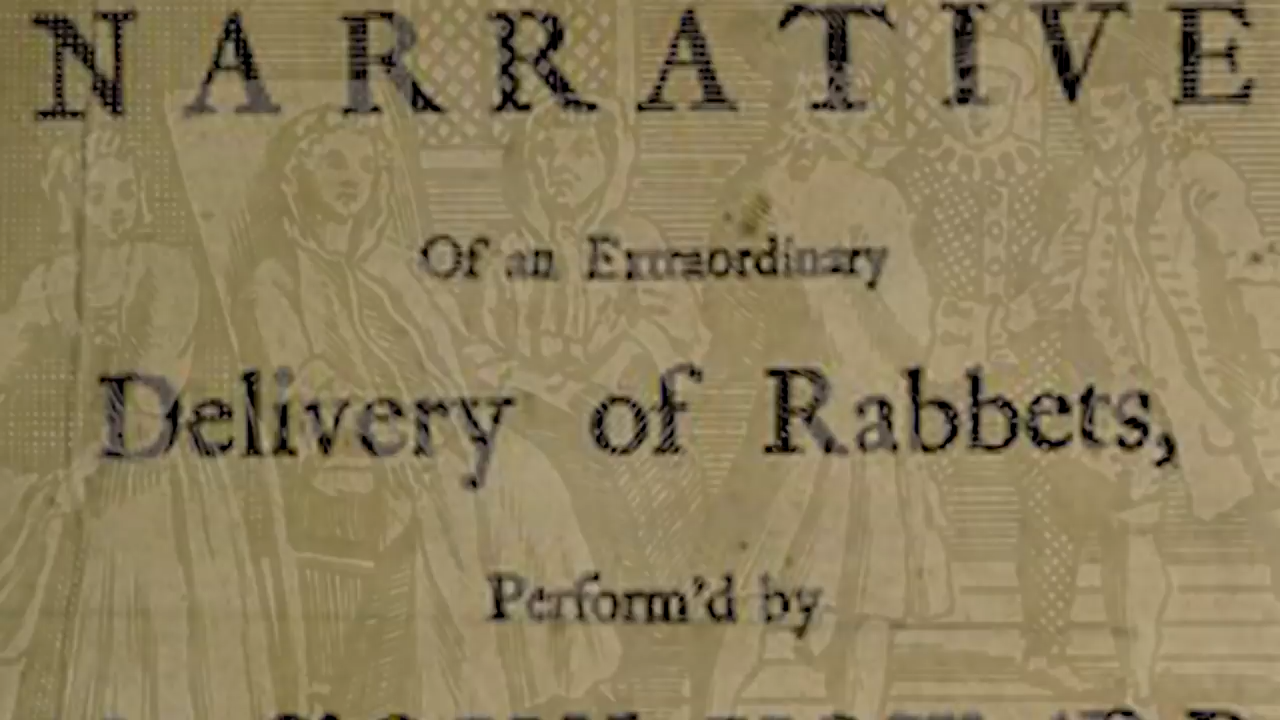 NARRATIVE
Of an Extraordinary
Delivery of Rabbets,
Perform'd by